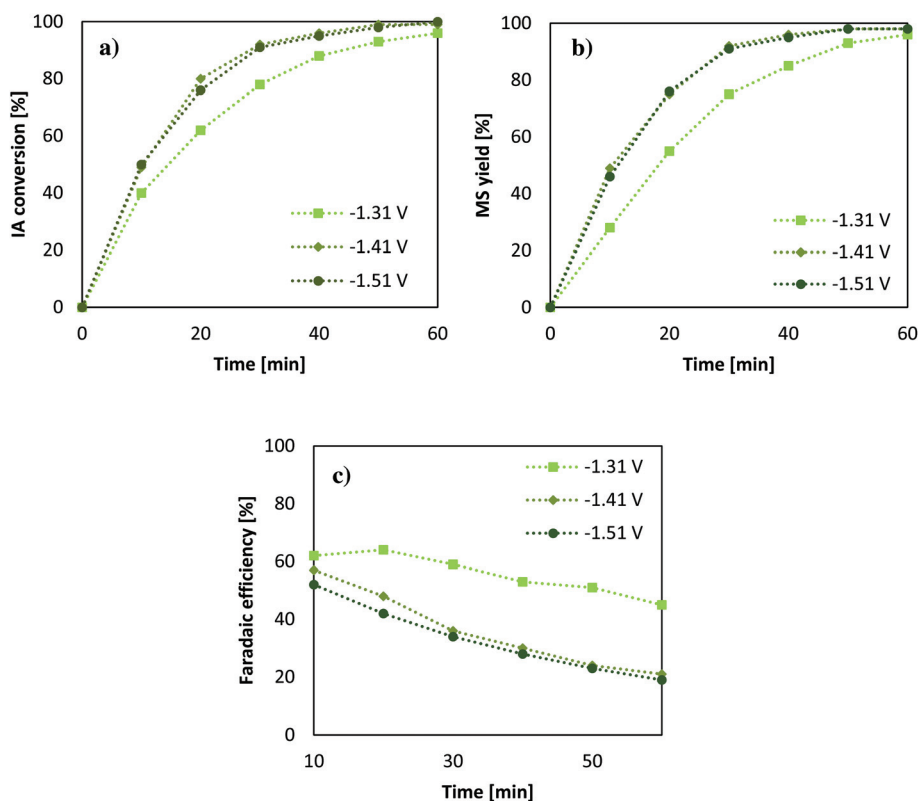 a)
IA conversion [%]
100
80
60
40
20
0
-1.31 V
-1.41 V
-1.51 V
0
20
40
60
Time [min]
b)
MS yield [%]
100
80
60
40
20
0
-1.31 V
-1.41 V
-1.51 V
0
20
40
60
Time [min]
c)
Faradaic efficiency [%]
100
80
60
40
20
0
-1.31 V
-1.41 V
-1.51 V
10
30
50
Time [min]